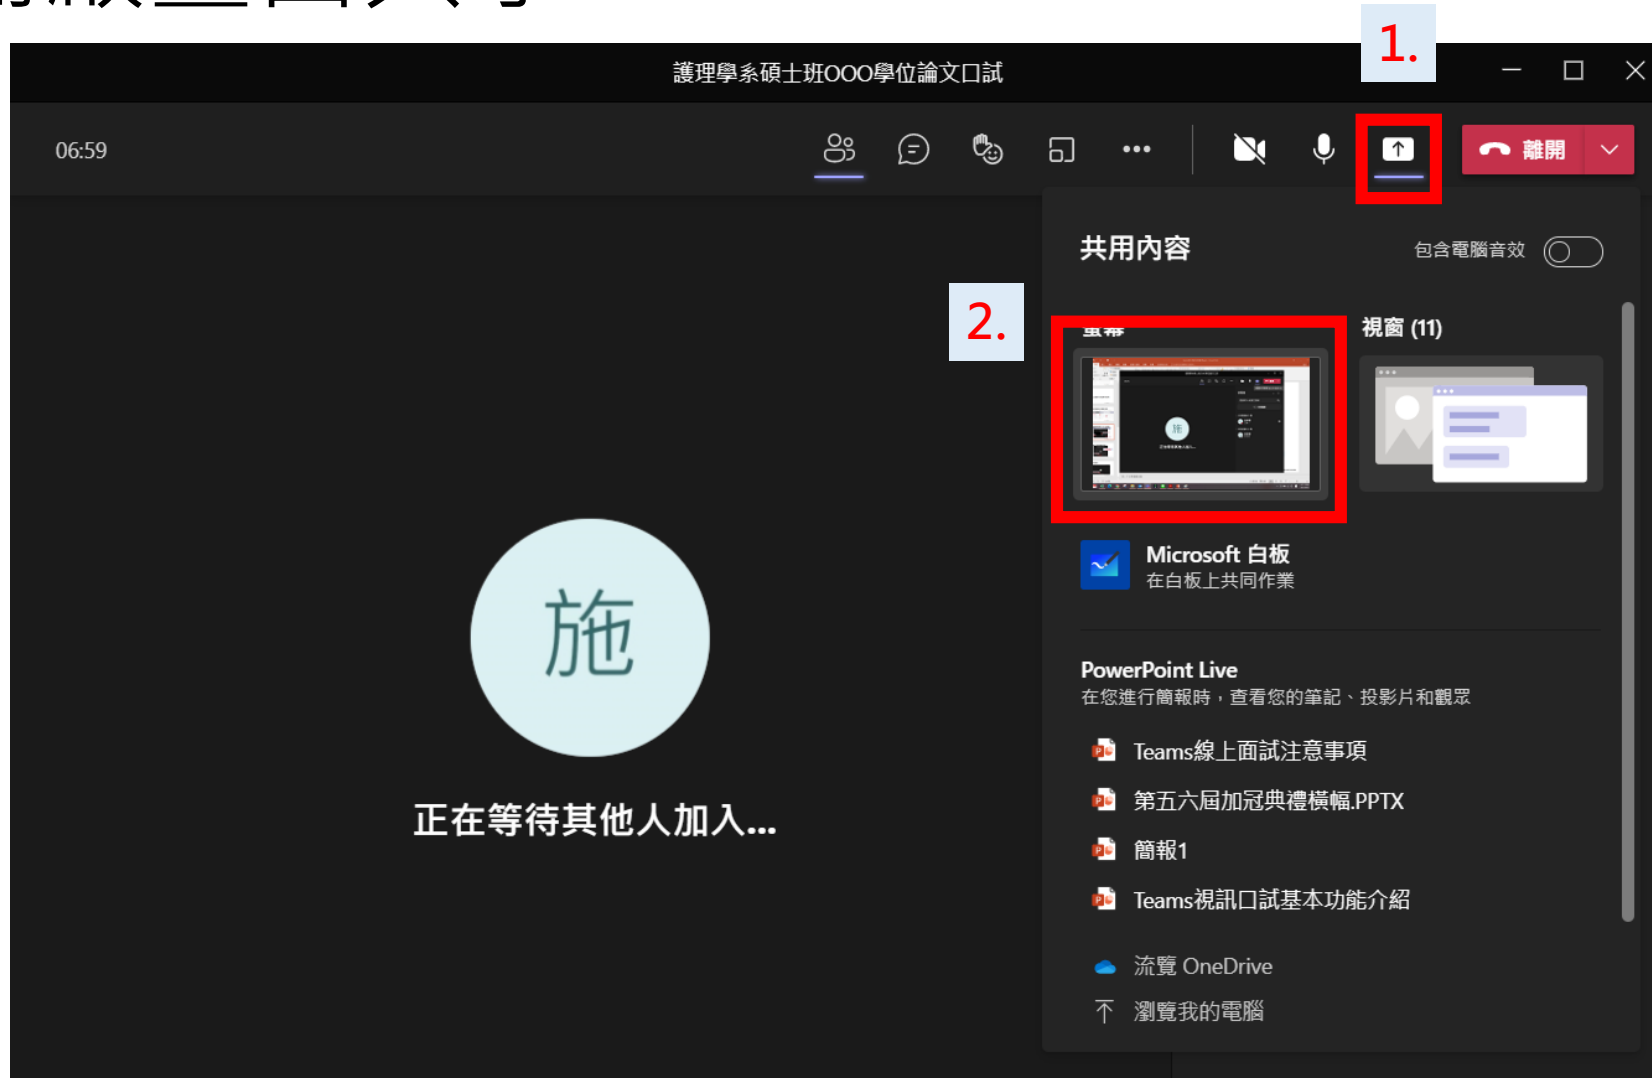 1.
護理學系碩士班OOO學位論文口試
06:59
離開
共用內容
包含電腦音效
2.
螢幕
視窗 (11)
施
正在等待其他人加入...
Microsoft 白板
在白板上共同作業
PowerPoint Live
在您進行簡報時，查看您的筆記、投影片和觀眾
Teams線上面試注意事項
第五六屆加冠典禮橫幅.PPTX
簡報1
Teams視訊口試基本功能介紹
流覽 OneDrive
瀏覽我的電腦